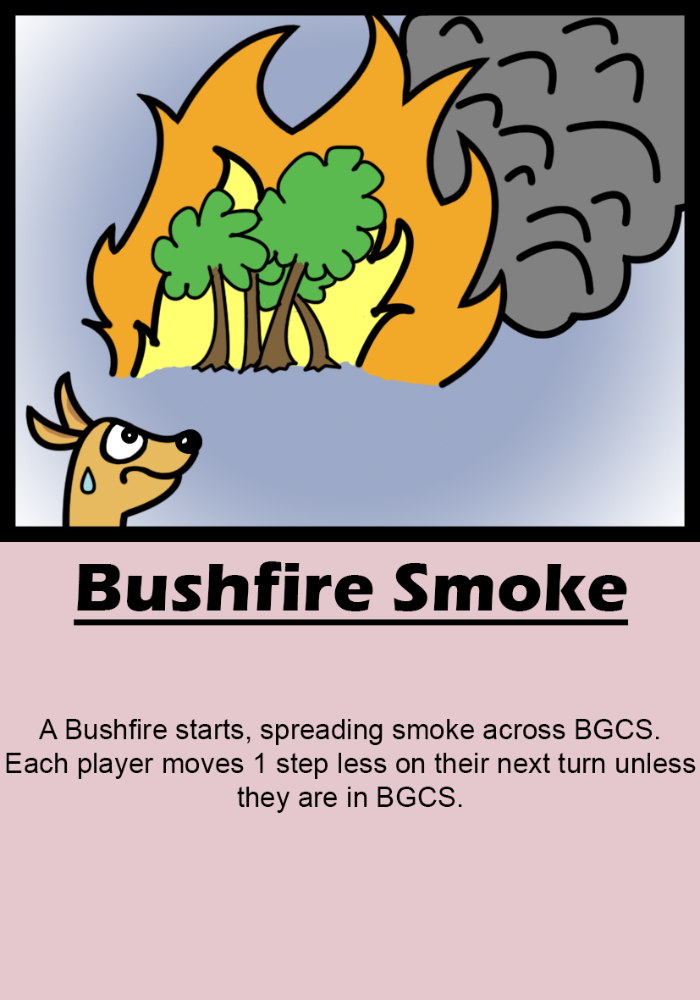 Bushfire Smoke
A Bushfire starts, spreading smoke across BGCS.
Each player moves 1 step less on their next turn unless
they are in BGCS.